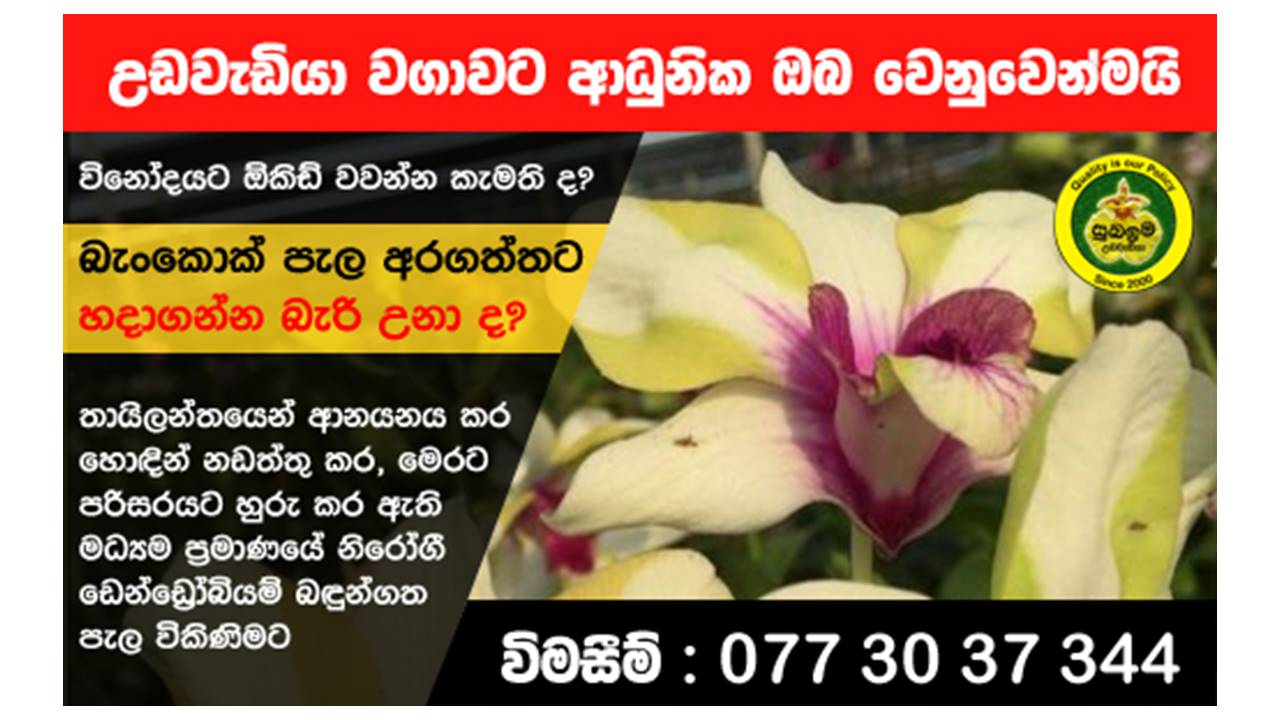 උඩවැඩියා වගාවට ආධුනික ඔබ වෙනුවෙන්මයි
විනෝදයට ඕකිඩ් වවන්න කැමති ද?
බැංකොක් පැල අරගත්තට
හදාගන්න බැරි උනා ද?
Quality is our Policy
සුබඉම
උඩවැඩියා
Since 2000
තායිලන්තයෙන් ආනයනය කර
හොඳින් නඩත්තු කර, මෙරට
පරිසරයට හුරු කර ඇති
මධ්‍යම ප්‍රමාණයේ නිරෝගී
ඩෙන්ඩ්‍රෝබියම් බඳුන්ගත
පැල විකිණිමට
විමසීම් : 077 30 37 344